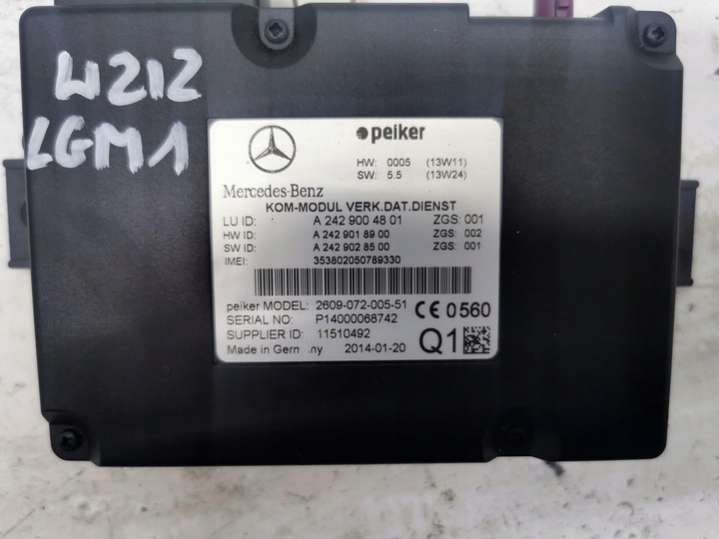 W212
LGM1
peiker
HW: 0005 (13W11)
SW: 5.5 (13W24)
Mercedes-Benz
KOM-MODUL VERK.DAT.DIENST
LU ID: A 242 900 48 01 ZGS: 001
HW ID: A 242 901 89 00 ZGS: 002
SW ID: A 242 902 85 00 ZGS: 001
IMEI: 353802050789330
peiker MODEL: 2609-072-005-51
CE 0560
SERIAL NO: P14000068742
SUPPLIER ID: 11510492
Made in Germ ny 2014-01-20
Q1